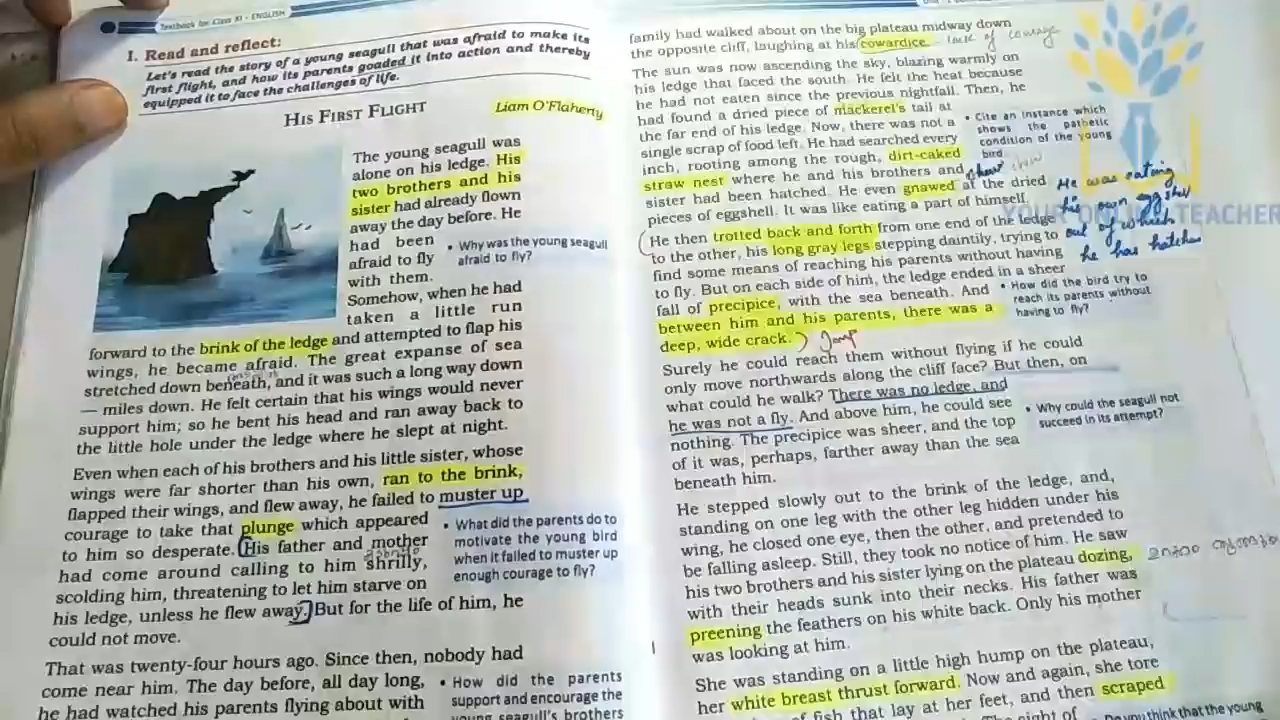 Textbook for Class XI - ENGLISH
I. Read and reflect:
Let's read the story of a young seagull that was afraid to make its
first flight, and how its parents goaded it into action and thereby
equipped it to face the challenges of life.
HIS FIRST FLIGHT
Liam O'Flaherty
The young seagull was
alone on his ledge. His
two brothers and his
sister had already flown
away the day before. He
had been
afraid to fly
with them.
• Why was the young seagull
afraid to fly?
Somehow, when he had
taken a little run
forward to the brink of the ledge and attempted to flap his
wings, he became afraid. The great expanse of sea
stretched down beneath, and it was such a long way down
— miles down. He felt certain that his wings would never
support him; so he bent his head and ran away back to
the little hole under the ledge where he slept at night.
Even when each of his brothers and his little sister, whose
wings were far shorter than his own, ran to the brink,
flapped their wings, and flew away, he failed to muster up
courage to take that plunge which appeared
to him so desperate. His father and mother
had come around calling to him shrilly,
scolding him, threatening to let him starve on
his ledge, unless he flew away. But for the life of him, he
could not move.
• What did the parents do to
motivate the young bird
when it failed to muster up
enough courage to fly?
That was twenty-four hours ago. Since then, nobody had
come near him. The day before, all day long,
he had watched his parents flying about with
• How did the parents
support and encourage the
young seagull's brothers
family had walked about on the big plateau midway down
the opposite cliff, laughing at his cowardice. lack of courage
The sun was now ascending the sky, blazing warmly on
his ledge that faced the south. He felt the heat because
he had not eaten since the previous nightfall. Then, he
had found a dried piece of mackerel's tail at
the far end of his ledge. Now, there was not a
single scrap of food left. He had searched every
inch, rooting among the rough, dirt-caked
straw nest where he and his brothers and
sister had been hatched. He even gnawed at the dried
pieces of eggshell. It was like eating a part of himself.
• Cite an instance which
shows the pathetic
condition of the young
bird.
He was eating
his own eggshell
out of which
he has hatched
YOUR ONLINE TEACHER
He then trotted back and forth from one end of the ledge
to the other, his long gray legs stepping daintily, trying to
find some means of reaching his parents without having
to fly. But on each side of him, the ledge ended in a sheer
fall of precipice, with the sea beneath. And
between him and his parents, there was a
deep, wide crack.
• How did the bird try to
reach its parents without
having to fly?
Surely he could reach them without flying if he could
only move northwards along the cliff face? But then, on
what could he walk? There was no ledge, and
he was not a fly. And above him, he could see
nothing. The precipice was sheer, and the top
of it was, perhaps, farther away than the sea
beneath him.
• Why could the seagull not
succeed in its attempt?
He stepped slowly out to the brink of the ledge, and,
standing on one leg with the other leg hidden under his
wing, he closed one eye, then the other, and pretended to
be falling asleep. Still, they took no notice of him. He saw
his two brothers and his sister lying on the plateau dozing,
with their heads sunk into their necks. His father was
preening the feathers on his white back. Only his mother
was looking at him.
She was standing on a little high hump on the plateau,
her white breast thrust forward. Now and again, she tore
of fish that lay at her feet, and then scraped
you think that the young